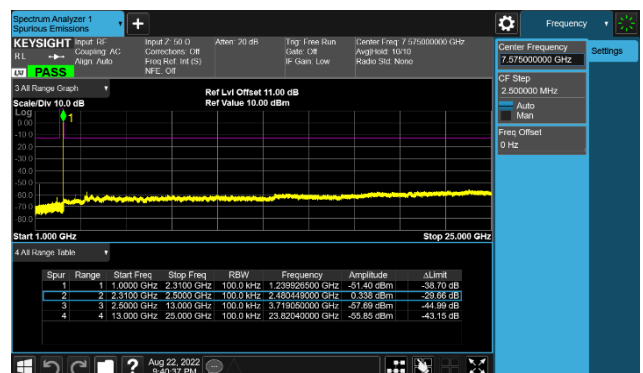 Spectrum Analyzer 1
Spurious Emissions
Frequency
KEYSIGHT Input: RF Input Z: 50 Ω Atten: 20 dB Trig: Free Run Center Freq: 7.575000000 GHz
R L Coupling: AC Corrections: Off Gate: Off Avg|Hold: 10/10
Align: Auto Freq Ref: Int (S) IF Gain: Low Radio Std: None
NFE: Off
LXI PASS
Center Frequency
7.575000000 GHz
Settings
CF Step
2.500000 MHz
Auto
Man
Freq Offset
0 Hz
3 All Range Graph
Ref Lvl Offset 11.00 dB
Scale/Div 10.0 dB Ref Value 10.00 dBm
Log
1
0.00
-10.0
-20.0
-30.0
-40.0
-50.0
-60.0
-70.0
-80.0
Start 1.000 GHz Stop 25.000 GHz
4 All Range Table
Spur Range Start Freq Stop Freq RBW Frequency Amplitude ΔLimit
1 1 1.0000 GHz 2.3100 GHz 100.0 kHz 1.239926500 GHz -51.40 dBm -38.70 dB
2 2 2.3100 GHz 2.5000 GHz 100.0 kHz 2.480449000 GHz 0.338 dBm -29.66 dB
3 3 2.5000 GHz 13.000 GHz 100.0 kHz 3.719050000 GHz -57.69 dBm -44.99 dB
4 4 13.000 GHz 25.000 GHz 100.0 kHz 23.82040000 GHz -55.85 dBm -43.15 dB
Aug 22, 2022
9:40:37 PM